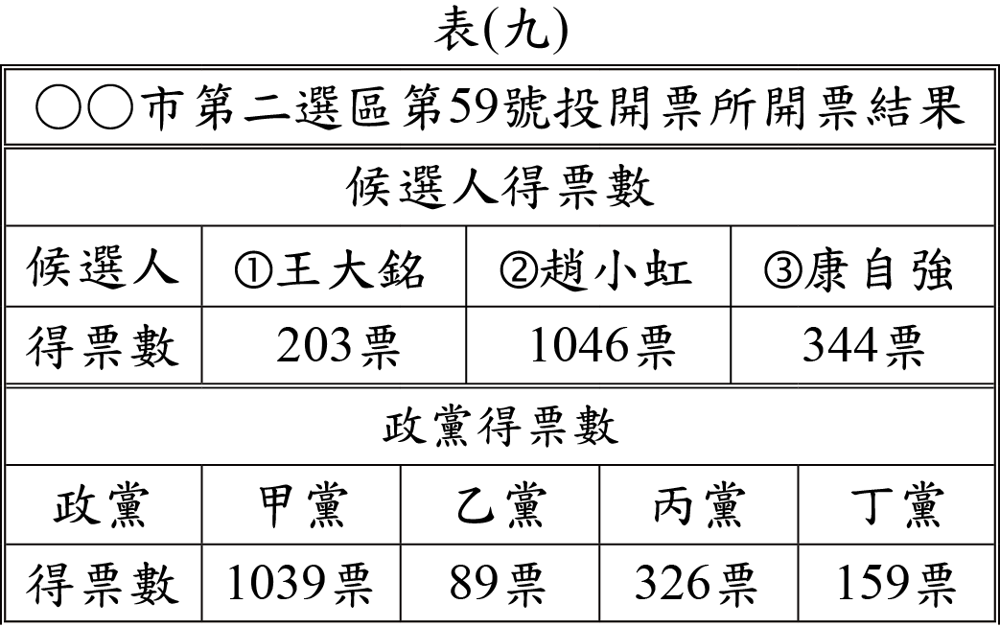 表(九)
○○市第二選區第59號投開票所開票結果
候選人得票數
候選人 ①王大銘 ②趙小虹 ③康自強
得票數 203票 1046票 344票
政黨得票數
政黨 甲黨 乙黨 丙黨 丁黨
得票數 1039票 89票 326票 159票